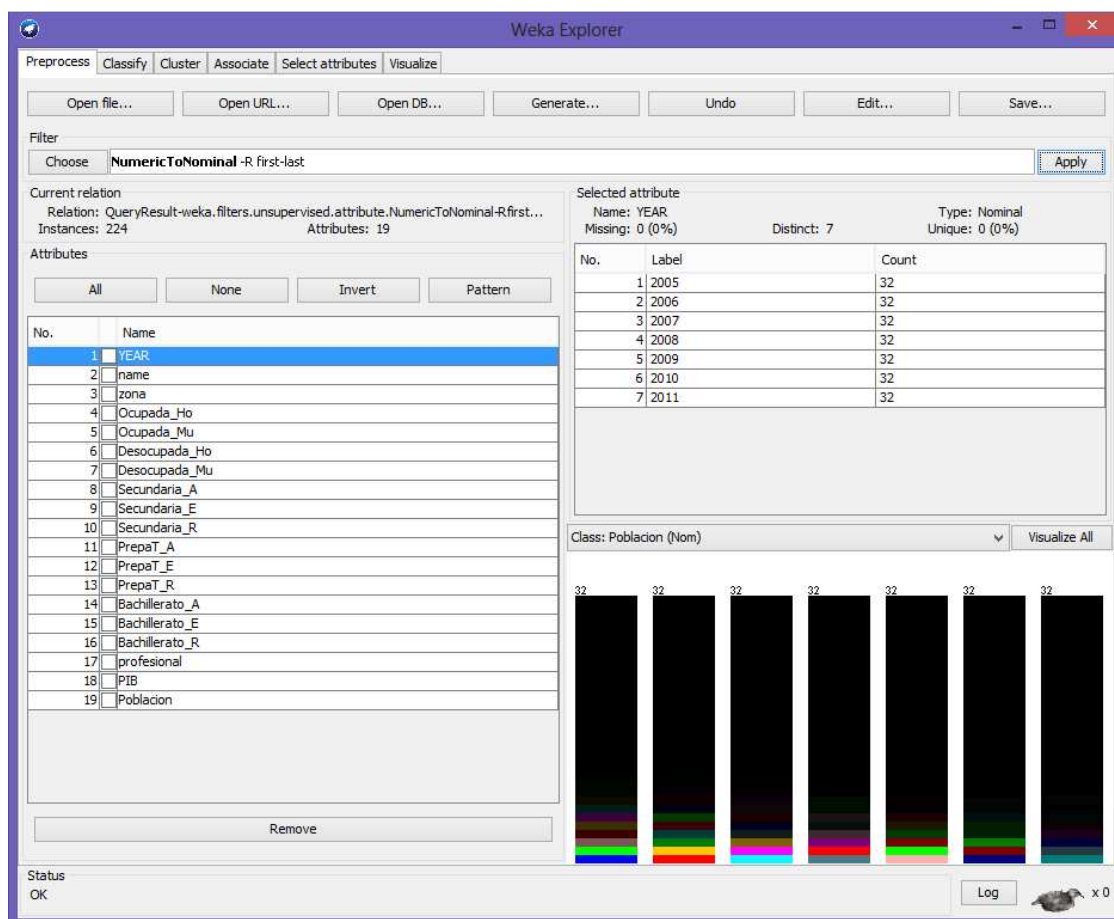 Weka Explorer
Preprocess Classify Cluster Associate Select attributes Visualize
Open file... Open URL... Open DB... Generate... Undo Edit... Save...
Filter
Choose NumericToNominal -R first-last Apply
Current relation
Relation: QueryResult-weka.filters.unsupervised.attribute.NumericToNominal-Rfirst...
Instances: 224 Attributes: 19
Attributes
All None Invert Pattern
No. Name
1 YEAR
2 name
3 zona
4 Ocupada_Ho
5 Ocupada_Mu
6 Desocupada_Ho
7 Desocupada_Mu
8 Secundaria_A
9 Secundaria_E
10 Secundaria_R
11 PrepaT_A
12 PrepaT_E
13 PrepaT_R
14 Bachillerato_A
15 Bachillerato_E
16 Bachillerato_R
17 profesional
18 PIB
19 Poblacion
Remove
Selected attribute
Name: YEAR Type: Nominal
Missing: 0 (0%) Distinct: 7 Unique: 0 (0%)
No. Label Count
1 2005 32
2 2006 32
3 2007 32
4 2008 32
5 2009 32
6 2010 32
7 2011 32
Class: Poblacion (Nom) Visualize All
32 32 32 32 32 32 32
Status
OK Log x 0